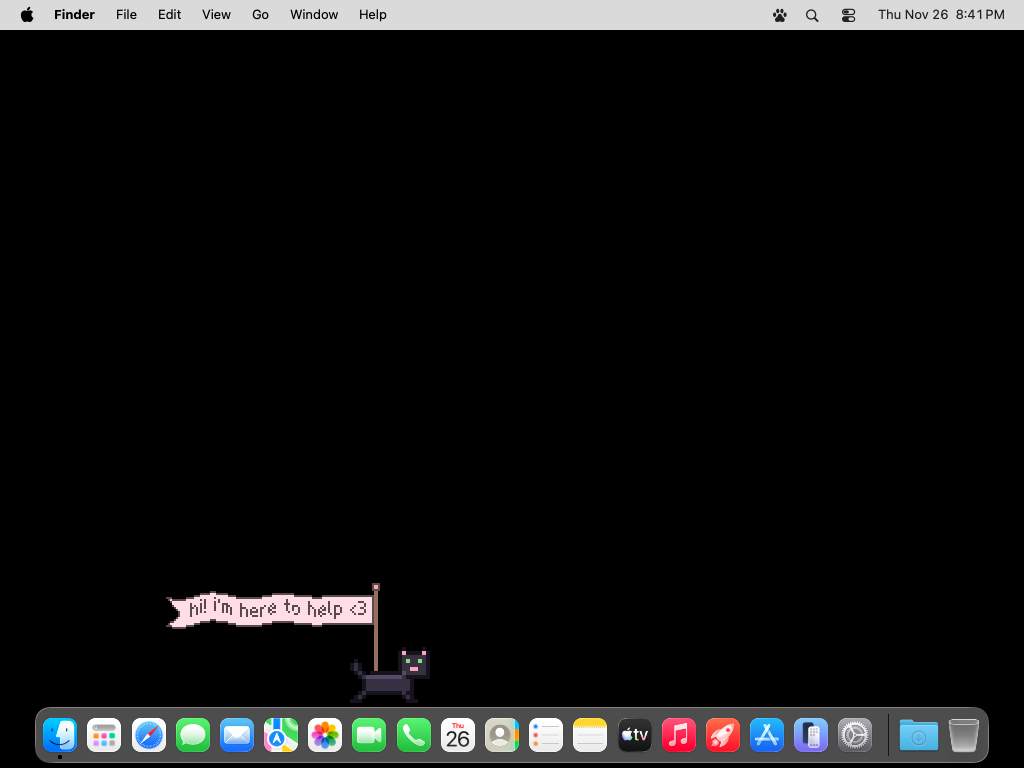 Finder File Edit View Go Window Help Thu Nov 26 8:41 PM
hi! i'm here to help <3
Thu
26
tv